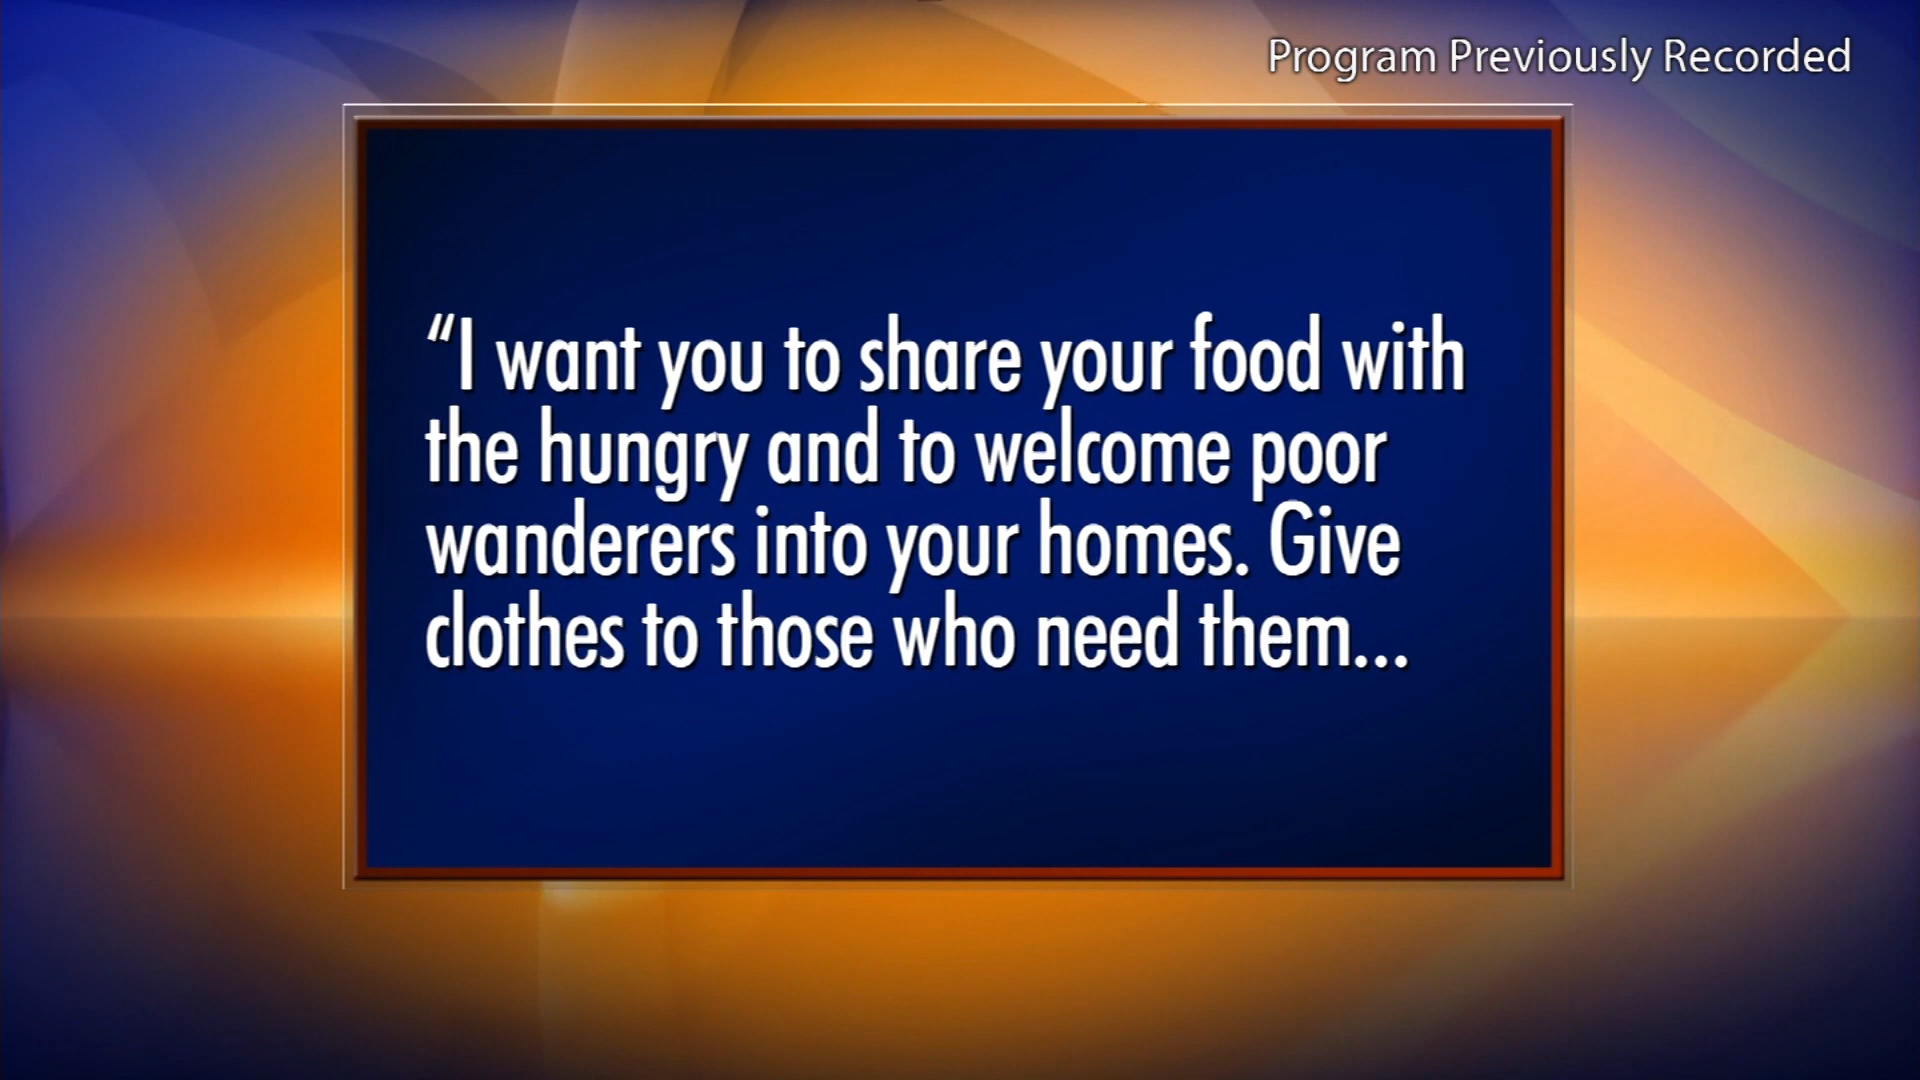 Program Previously Recorded
“I want you to share your food with
the hungry and to welcome poor
wanderers into your homes. Give
clothes to those who need them...